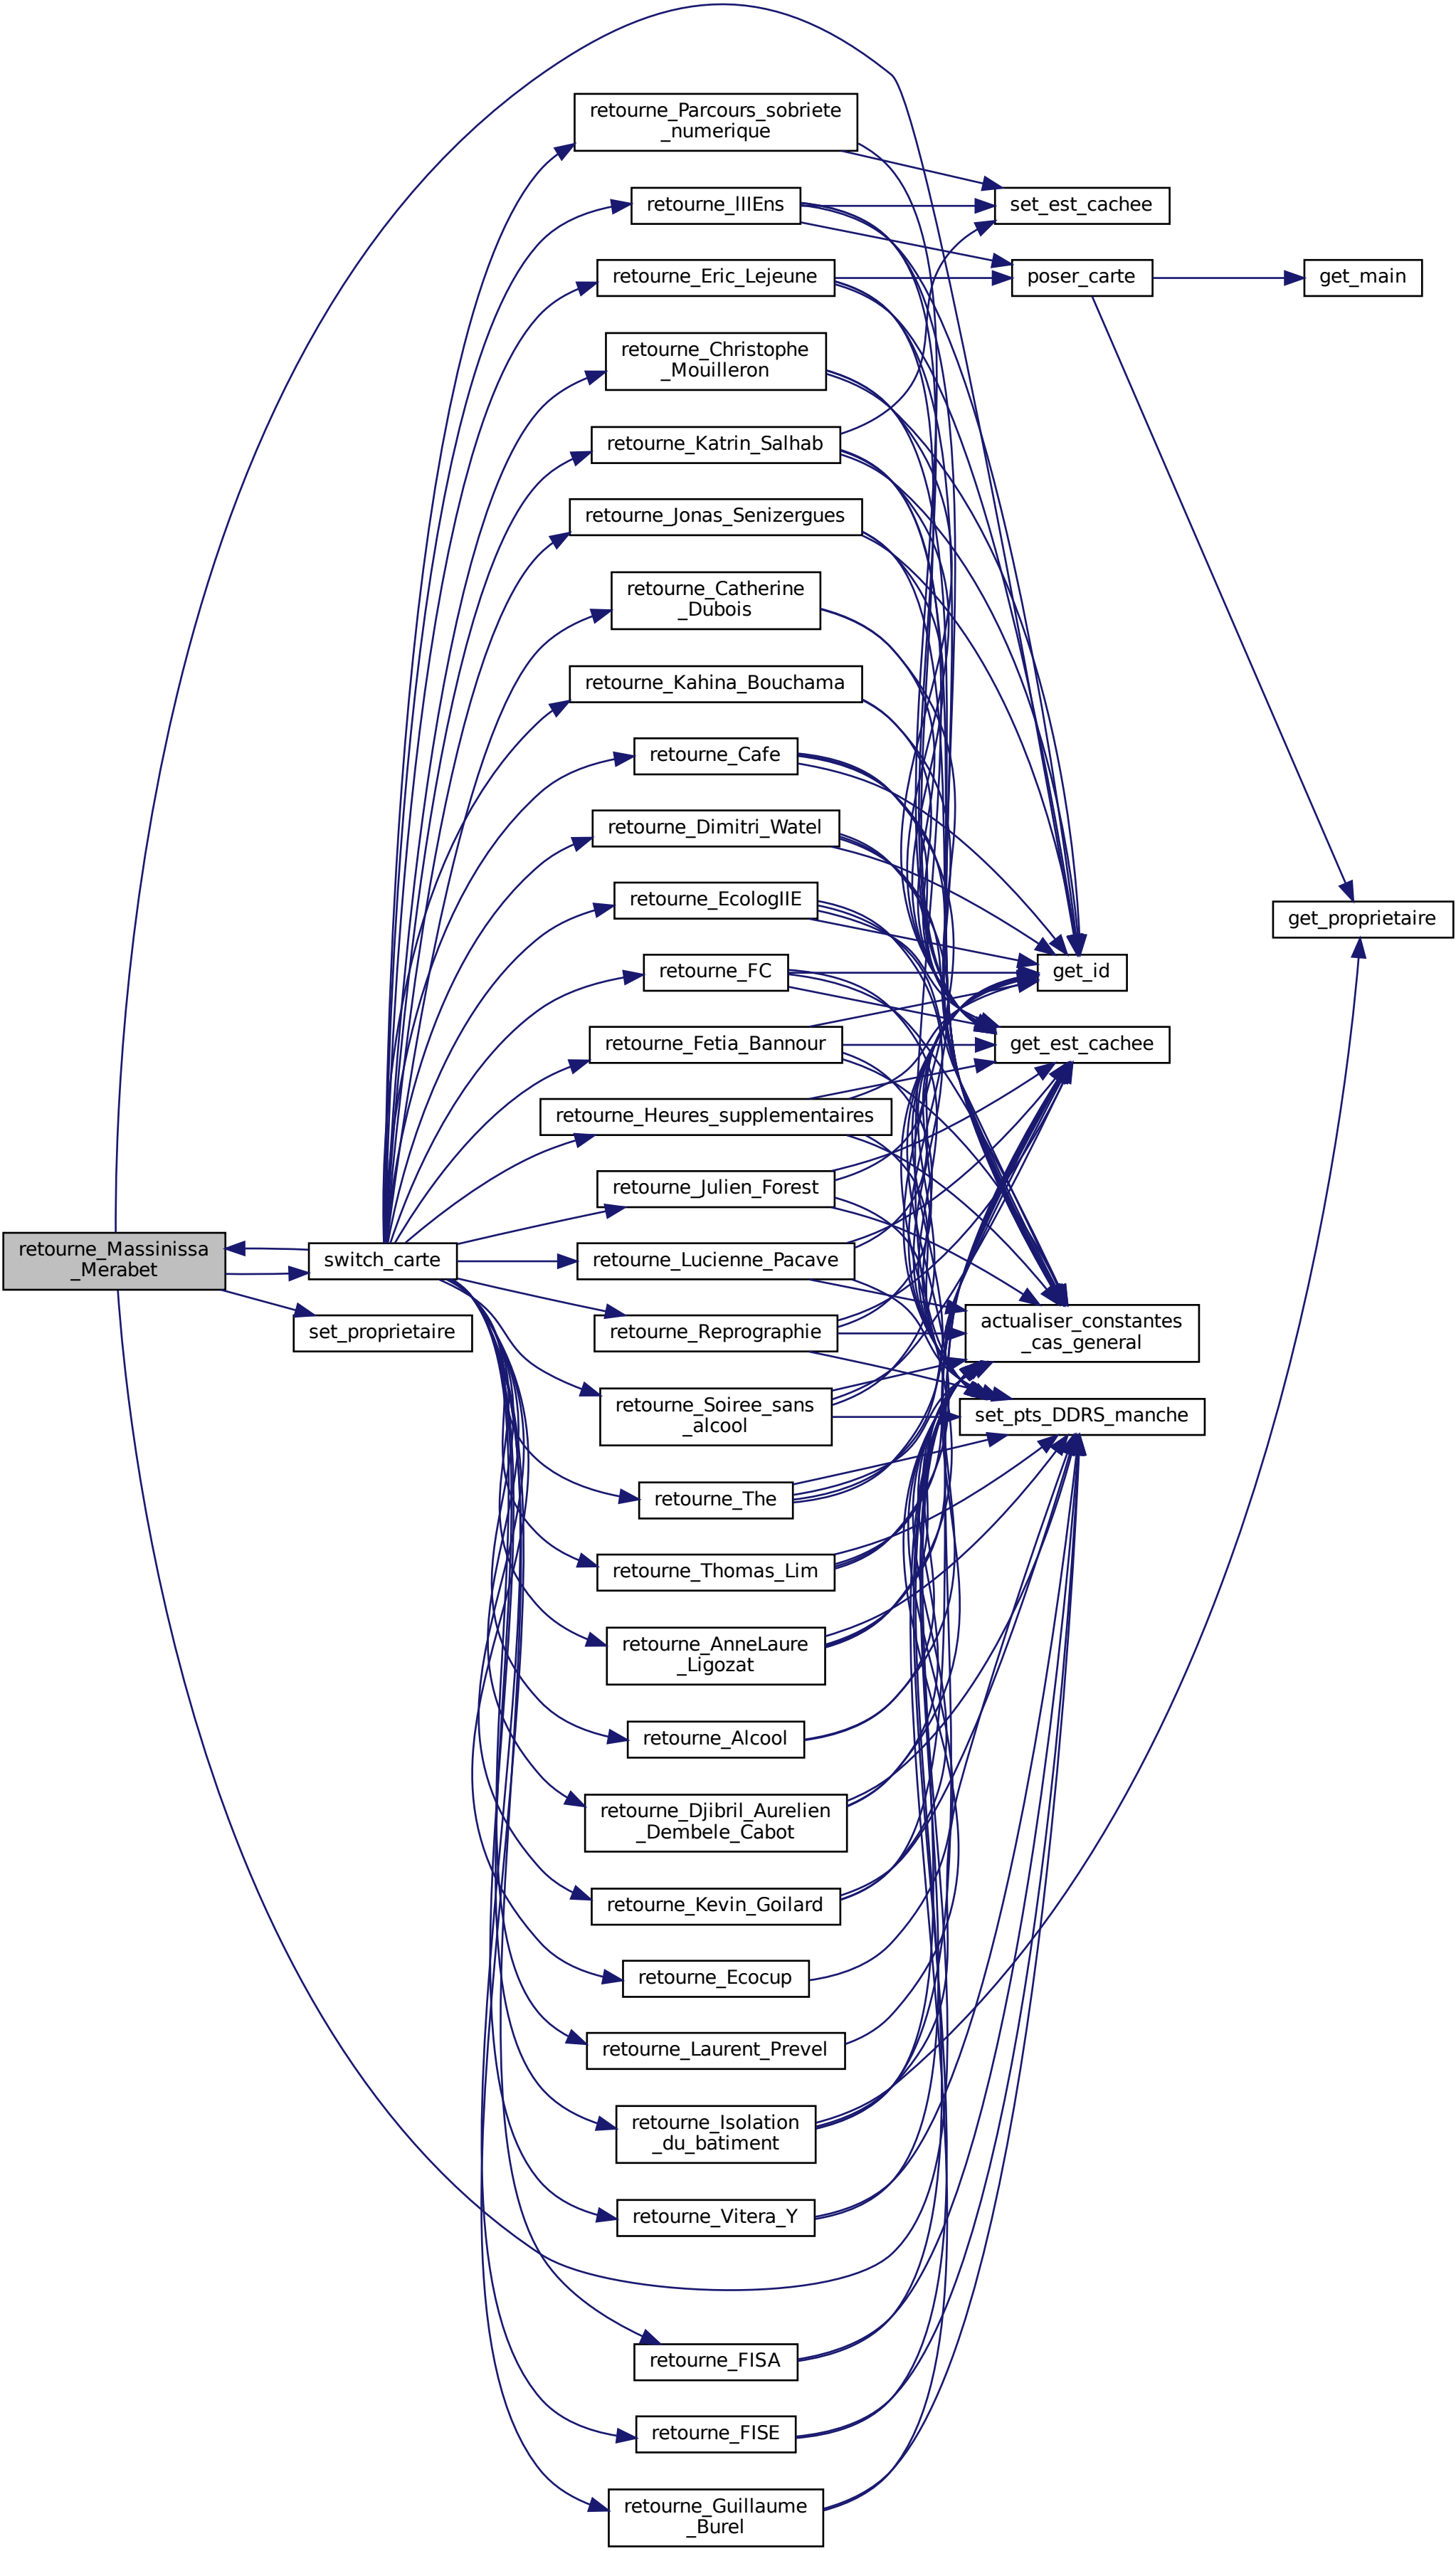 retourne_Massinissa
_Merabet
switch_carte
set_proprietaire
retourne_Parcours_sobriete
_numerique
retourne_lIIEns
retourne_Eric_Lejeune
retourne_Christophe
_Mouilleron
retourne_Katrin_Salhab
retourne_Jonas_Senizergues
retourne_Catherine
_Dubois
retourne_Kahina_Bouchama
retourne_Cafe
retourne_Dimitri_Watel
retourne_EcologIIE
retourne_FC
retourne_Fetia_Bannour
retourne_Heures_supplementaires
retourne_Julien_Forest
retourne_Lucienne_Pacave
retourne_Reprographie
retourne_Soiree_sans
_alcool
retourne_The
retourne_Thomas_Lim
retourne_AnneLaure
_Ligozat
retourne_Alcool
retourne_Djibril_Aurelien
_Dembele_Cabot
retourne_Kevin_Goilard
retourne_Ecocup
retourne_Laurent_Prevel
retourne_Isolation
_du_batiment
retourne_Vitera_Y
retourne_FISA
retourne_FISE
retourne_Guillaume
_Burel
set_est_cachee
poser_carte
get_id
get_est_cachee
actualiser_constantes
_cas_general
set_pts_DDRS_manche
get_main
get_proprietaire